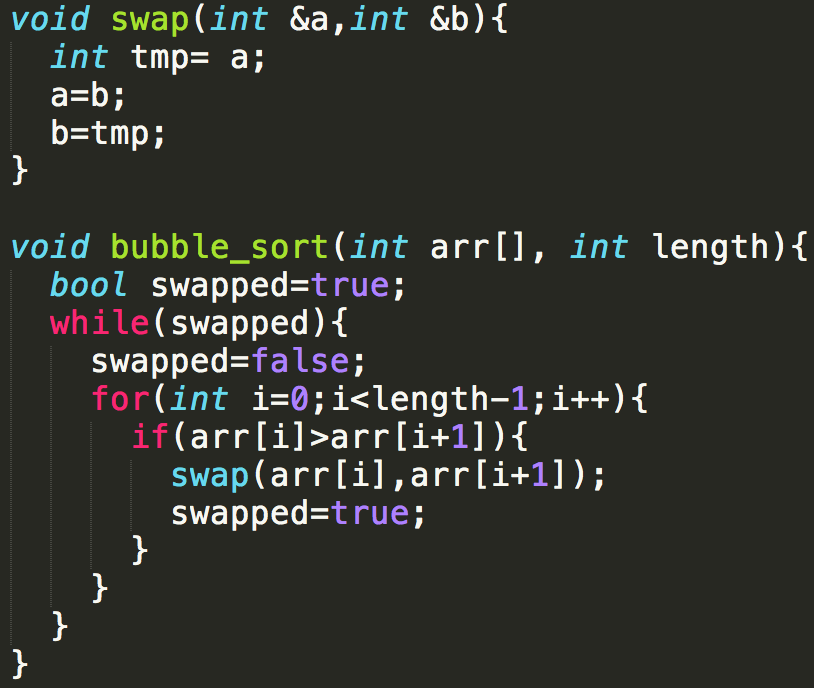 void swap(int &a,int &b){
  int tmp= a;
  a=b;
  b=tmp;
}

void bubble_sort(int arr[], int length){
  bool swapped=true;
  while(swapped){
    swapped=false;
    for(int i=0;i<length-1;i++){
      if(arr[i]>arr[i+1]){
        swap(arr[i],arr[i+1]);
        swapped=true;
      }
    }
  }
}